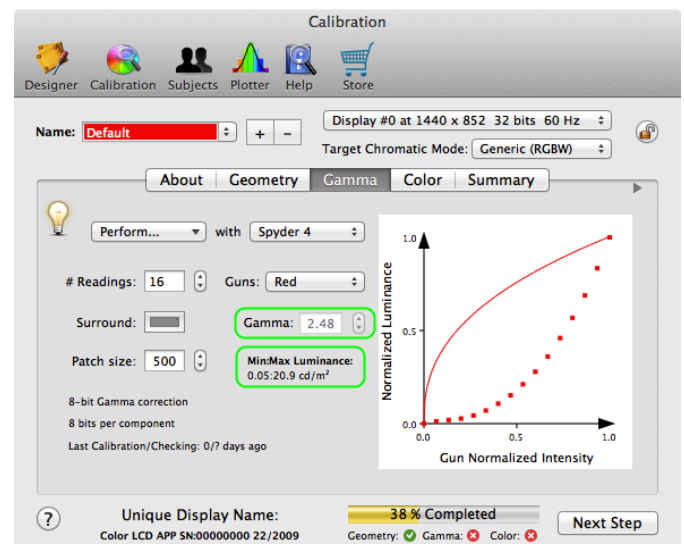 Calibration
Designer Calibration Subjects Plotter Help Store
Name: Default + − Display #0 at 1440 x 852 32 bits 60 Hz
Target Chromatic Mode: Generic (RGBW)
About Geometry Gamma Color Summary
Perform... with Spyder 4
# Readings: 16 Guns: Red
Surround: Gamma: 2.48
Patch size: 500 Min:Max Luminance:
0.05:20.9 cd/m²
8-bit Gamma correction
8 bits per component
Last Calibration/Checking: 0/? days ago
Normalized Luminance
1.0
0.5
0.0
0.0 0.5 1.0
Gun Normalized Intensity
? Unique Display Name:
Color LCD APP SN:00000000 22/2009
38 % Completed
Geometry: Gamma: Color:
Next Step